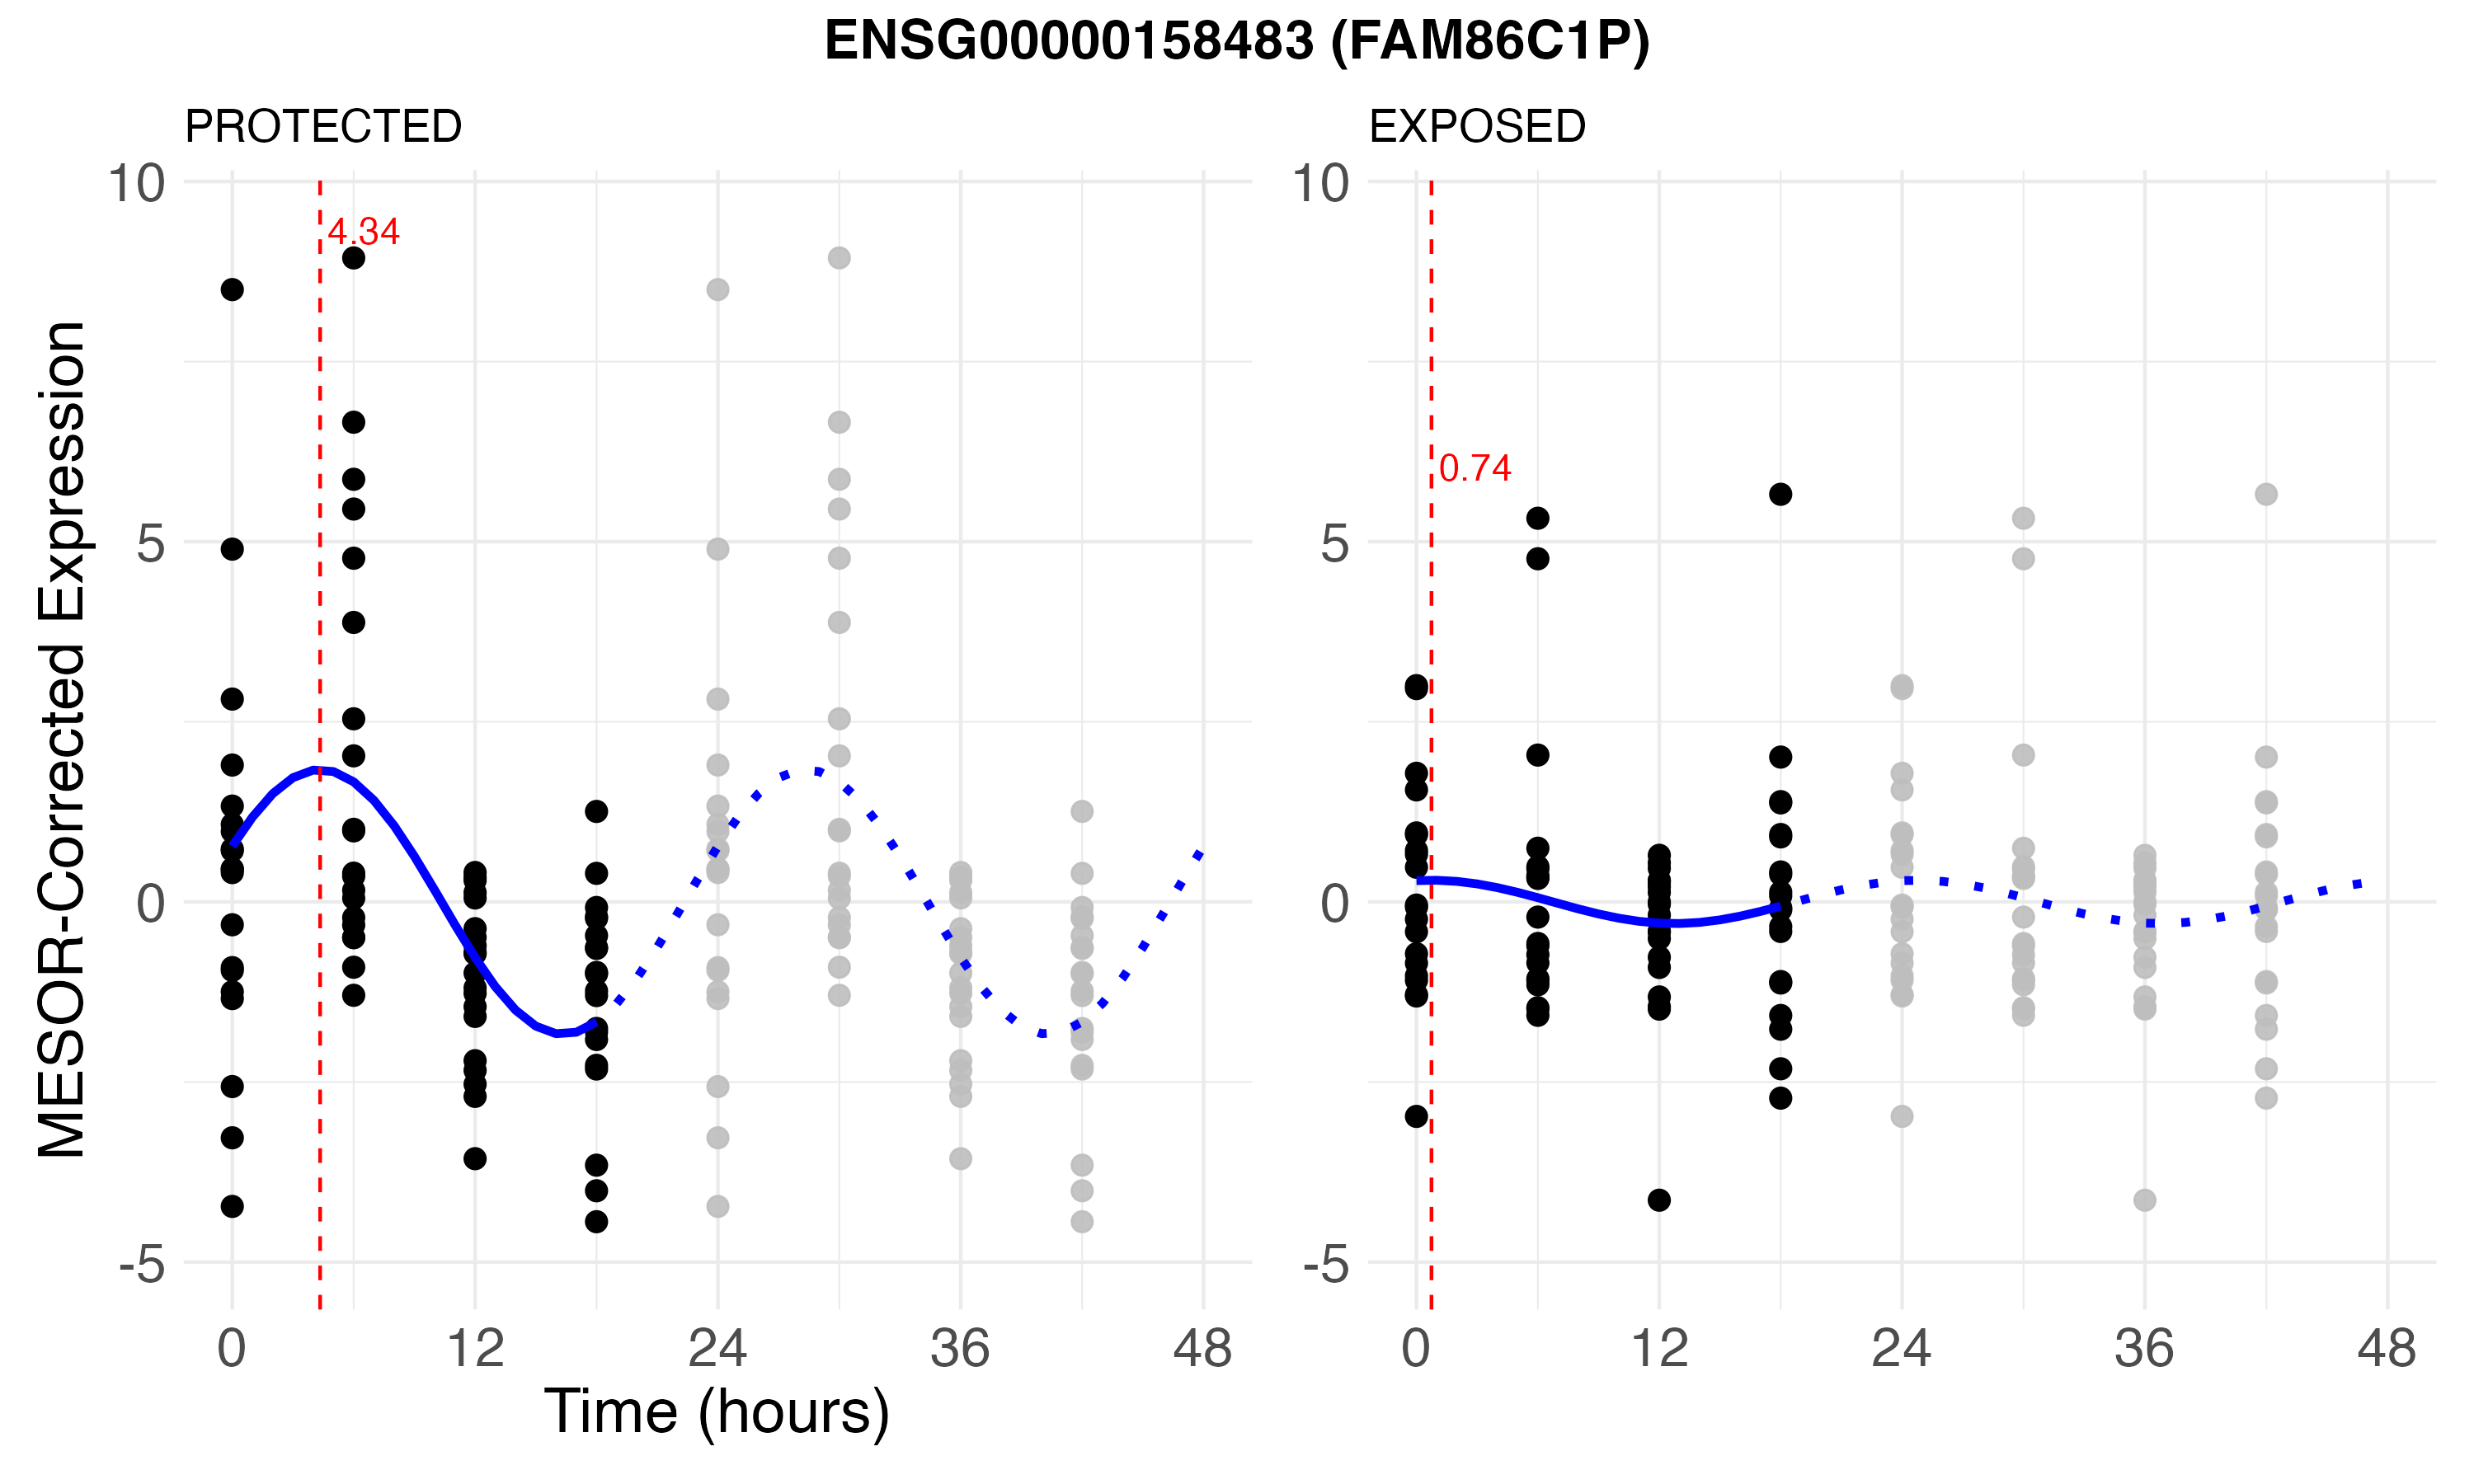 ENSG00000158483 (FAM86C1P)
PROTECTED
EXPOSED
MESOR-Corrected Expression
10
5
0
-5
4.34
0 12 24 36 48
10
5
0
-5
0.74
0 12 24 36 48
Time (hours)